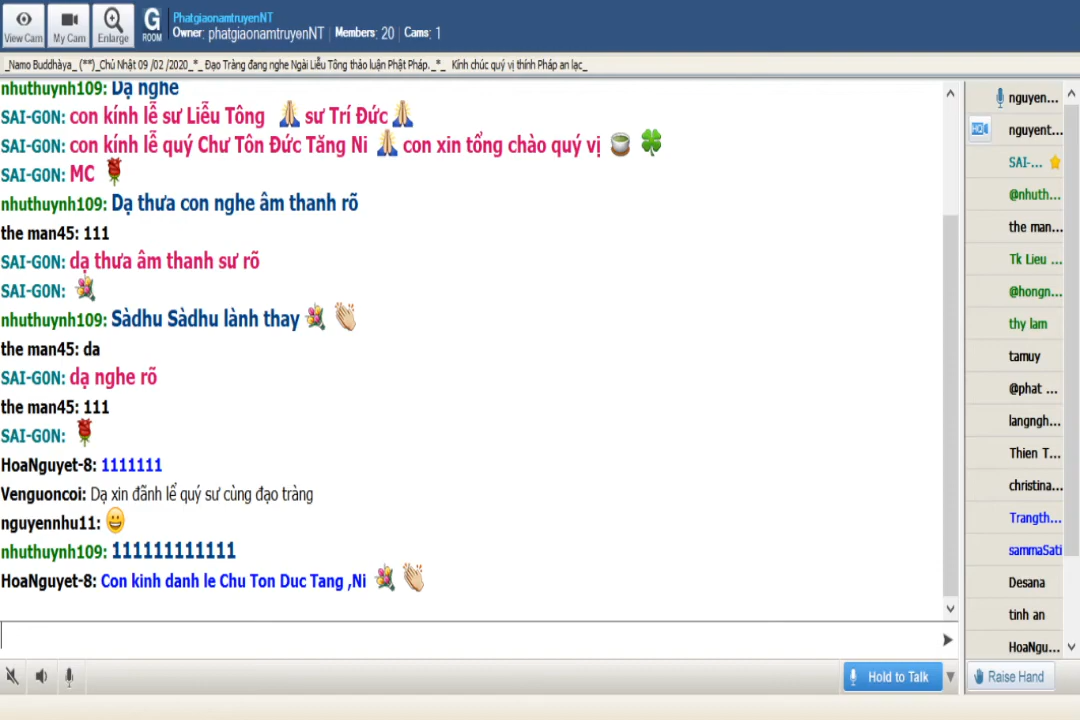 View Cam
My Cam
Enlarge
G
ROOM
PhatgiaonamtruyenNT
Owner: phatgiaonamtruyenNT | Members: 20 | Cams: 1
_Namo Buddhàya_ (**)_Chủ Nhật 09 /02 /2020_*_ Đạo Tràng đang nghe Ngài Liễu Tông thảo luận Phật Pháp._*_ Kính chúc quý vị thính Pháp an lạc_
nhuthuynh109: Dạ nghe
SAI-GON: con kính lễ sư Liễu Tông sư Trí Đức
SAI-GON: con kính lễ quý Chư Tôn Đức Tăng Ni con xin tổng chào quý vị
SAI-GON: MC
nhuthuynh109: Dạ thưa con nghe âm thanh rõ
the man45: 111
SAI-GON: dạ thưa âm thanh sư rõ
SAI-GON:
nhuthuynh109: Sàdhu Sàdhu lành thay
the man45: da
SAI-GON: dạ nghe rõ
the man45: 111
SAI-GON:
HoaNguyet-8: 1111111
Venguoncoi: Dạ xin đãnh lể quý sư cùng đạo tràng
nguyennhu11:
nhuthuynh109: 111111111111
HoaNguyet-8: Con kinh danh le Chu Ton Duc Tang ,Ni
Hold to Talk
nguyen...
HQ
nguyent...
SAI-...
@nhuth...
the man...
Tk Lieu ...
@hongn...
thy lam
tamuy
@phat ...
langngh...
Thien T...
christina...
Trangth...
sammaSati
Desana
tinh an
HoaNgu...
Raise Hand